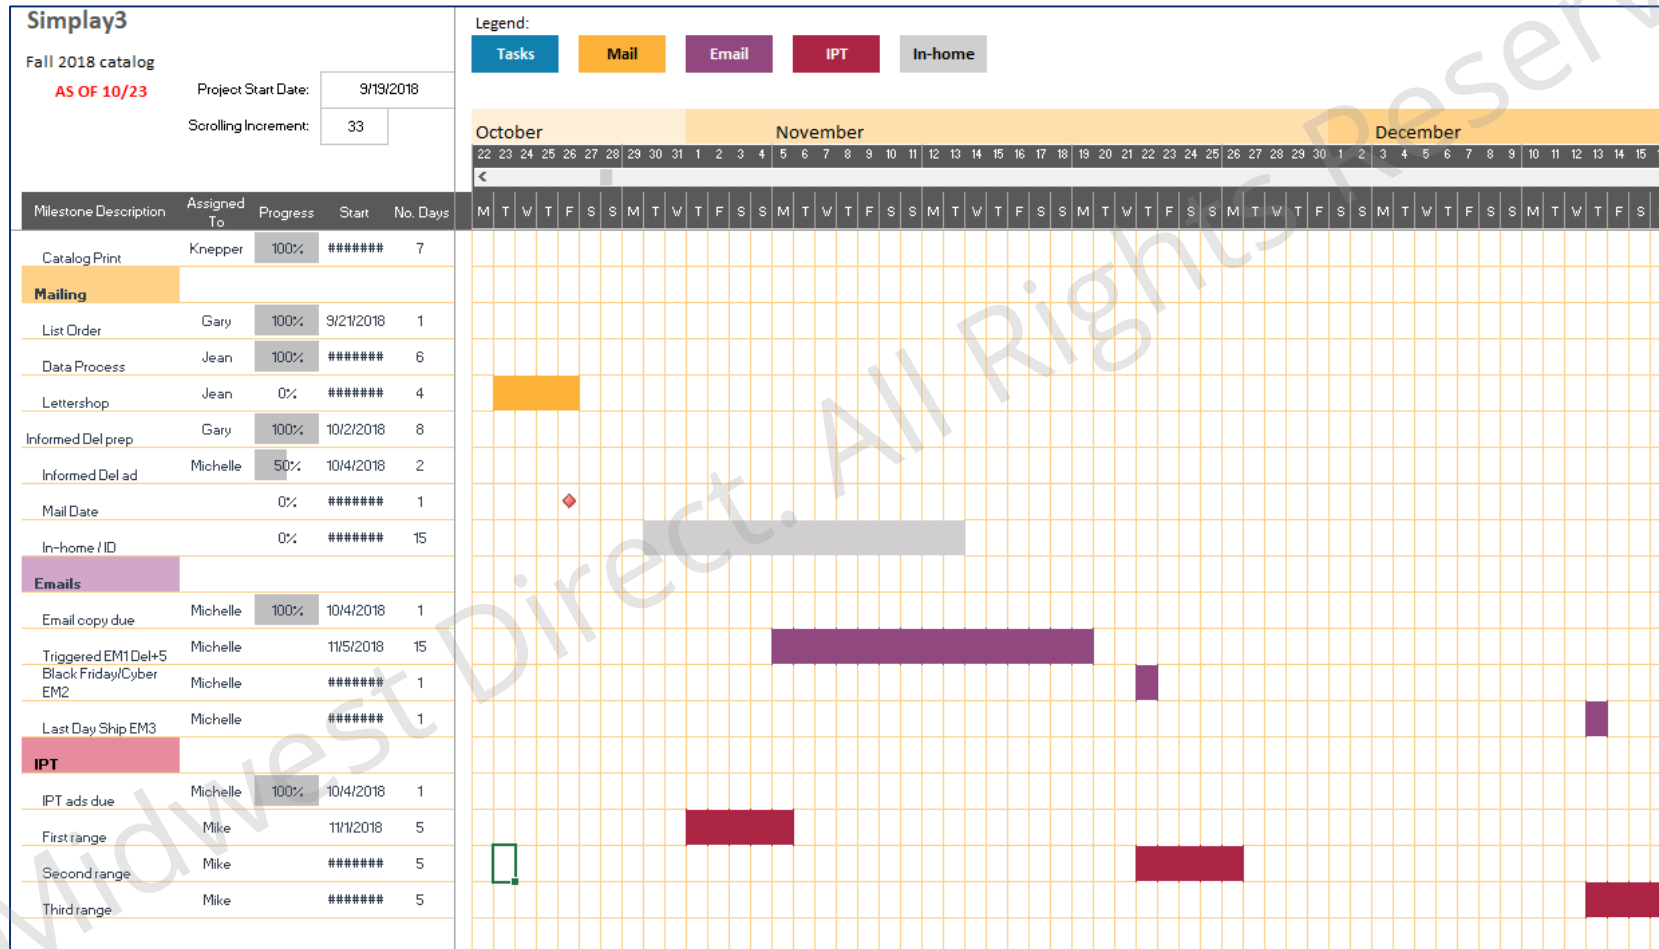 Simplay3
Legend:
Tasks Mail Email IPT In-home
Fall 2018 catalog
AS OF 10/23 Project Start Date: 9/19/2018
Scrolling Increment: 33
October November December
22 23 24 25 26 27 28 29 30 31 1 2 3 4 5 6 7 8 9 10 11 12 13 14 15 16 17 18 19 20 21 22 23 24 25 26 27 28 29 30 1 2 3 4 5 6 7 8 9 10 11 12 13 14 15
Milestone Description Assigned To Progress Start No. Days M T W T F S S M T W T F S S M T W T F S S M T W T F S S M T W T F S S M T W T F S S M T W T F S S M T W T F S
Catalog Print Knepper 100% ####### 7
Mailing
List Order Gary 100% 9/21/2018 1
Data Process Jean 100% ####### 6
Lettershop Jean 0% ####### 4
Informed Del prep Gary 100% 10/2/2018 8
Informed Del ad Michelle 50% 10/4/2018 2
Mail Date 0% ####### 1
In-home / ID 0% ####### 15
Emails
Email copy due Michelle 100% 10/4/2018 1
Triggered EM1 Del+5 Michelle 11/5/2018 15
Black Friday/Cyber EM2 Michelle ####### 1
Last Day Ship EM3 Michelle ####### 1
IPT
IPT ads due Michelle 100% 10/4/2018 1
First range Mike 11/1/2018 5
Second range Mike ####### 5
Third range Mike ####### 5
Midwest Direct. All Rights Reserv